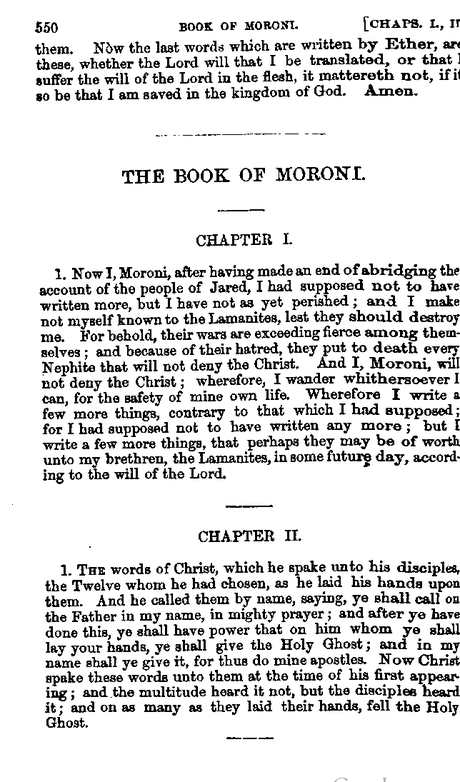 550 BOOK OF MORONI. [CHAPS. I., II
them. Now the last words which are written by Ether, are
these, whether the Lord will that I be translated, or that I
suffer the will of the Lord in the flesh, it mattereth not, if it
so be that I am saved in the kingdom of God. Amen.
THE BOOK OF MORONI.
CHAPTER I.
1. Now I, Moroni, after having made an end of abridging the
account of the people of Jared, I had supposed not to have
written more, but I have not as yet perished; and I make
not myself known to the Lamanites, lest they should destroy
me. For behold, their wars are exceeding fierce among them-
selves; and because of their hatred, they put to death every
Nephite that will not deny the Christ. And I, Moroni, will
not deny the Christ; wherefore, I wander whithersoever I
can, for the safety of mine own life. Wherefore I write a
few more things, contrary to that which I had supposed;
for I had supposed not to have written any more; but I
write a few more things, that perhaps they may be of worth
unto my brethren, the Lamanites, in some future day, accord-
ing to the will of the Lord.
CHAPTER II.
1. THE words of Christ, which he spake unto his disciples,
the Twelve whom he had chosen, as he laid his hands upon
them. And he called them by name, saying, ye shall call on
the Father in my name, in mighty prayer; and after ye have
done this, ye shall have power that on him whom ye shall
lay your hands, ye shall give the Holy Ghost; and in my
name shall ye give it, for thus do mine apostles. Now Christ
spake these words unto them at the time of his first appear-
ing; and the multitude heard it not, but the disciples heard
it; and on as many as they laid their hands, fell the Holy
Ghost.